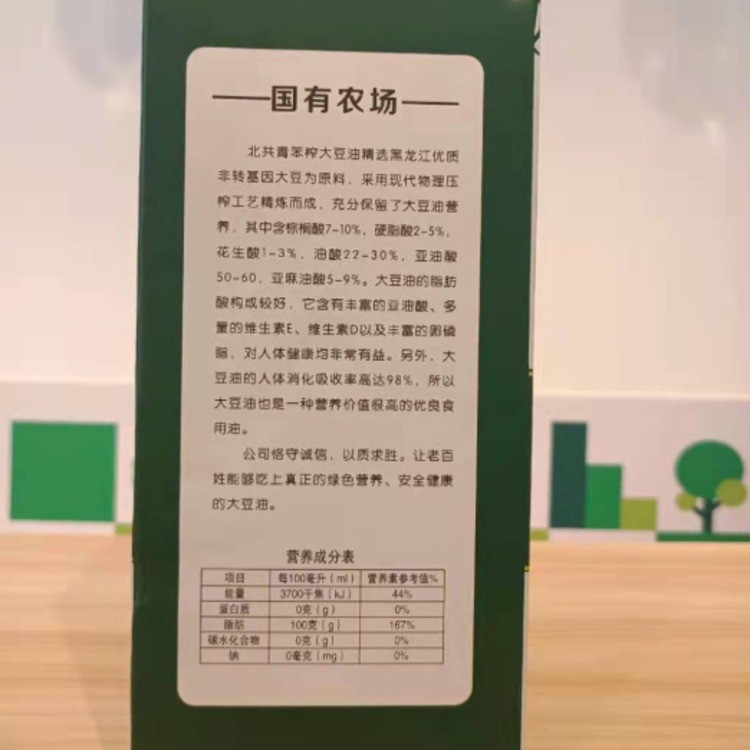 国有农场
北共青笨榨大豆油精选黑龙江优质
非转基因大豆为原料，采用现代物理压
榨工艺精炼而成，充分保留了大豆油营
养，其中含棕榈酸7-10%，硬脂酸2-5%，
花生酸1-3%，油酸22-30%，亚油酸
50-60，亚麻油酸5-9%。大豆油的脂肪
酸构成较好，它含有丰富的亚油酸、多
量的维生素E、维生素D以及丰富的卵磷
脂，对人体健康均非常有益。另外，大
豆油的人体消化吸收率高达98%，所以
大豆油也是一种营养价值很高的优良食
用油。
公司恪守诚信，以质求胜。让老百
姓能够吃上真正的绿色营养、安全健康
的大豆油。
营养成分表
项目 每100毫升（ml） 营养素参考值%
能量 3700千焦（kJ） 44%
蛋白质 0克（g） 0%
脂肪 100克（g） 167%
碳水化合物 0克（g） 0%
钠 0毫克（mg） 0%